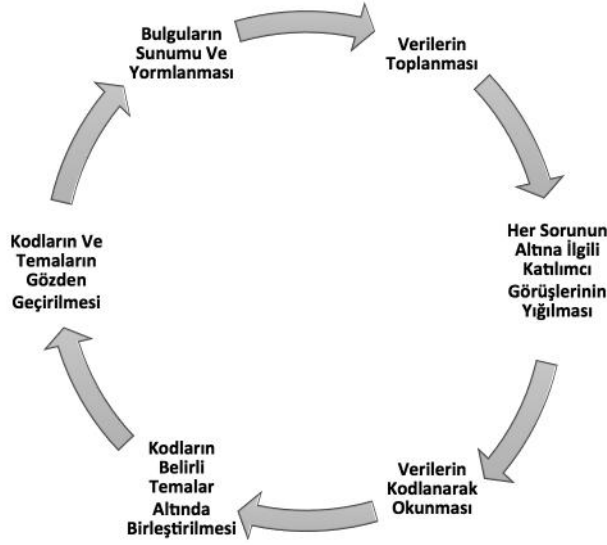 Bulguların
Sunumu Ve
Yormlanması
Verilerin
Toplanması
Her Sorunun
Altına İlgili
Katılımcı
Görüşlerinin
Yığılması
Verilerin
Kodlanarak
Okunması
Kodların
Belirli
Temalar
Altında
Birleştirilmesi
Kodların Ve
Temaların
Gözden
Geçirilmesi